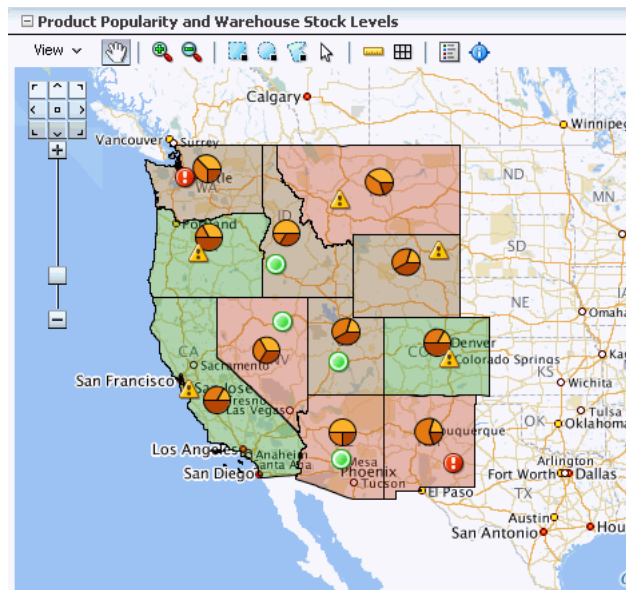 Product Popularity and Warehouse Stock Levels
View
Calgary
Vancouver
Surrey
Winnipeg
WA
ND
MN
ID
Portland
SD
NE
Omaha
CA
NV
CO
Denver
Colorado Springs
Sacramento
KS
San Francisco
San Jose
Wichita
Fresno
Las Vegas
Tulsa
OK
Oklahoma
Los Angeles
Anaheim
Santa Ana
Mesa
Phoenix
Tucson
San Diego
Arlington
Fort Worth
Dallas
El Paso
TX
Austin
San Antonio
Hou